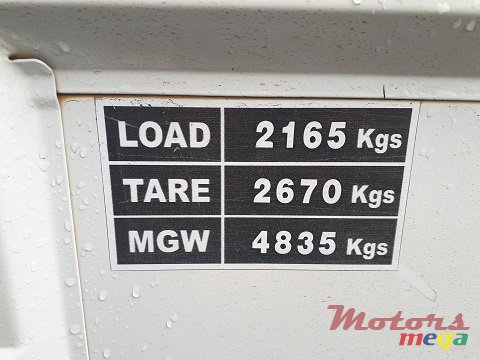 LOAD 2165 Kgs
TARE 2670 Kgs
MGW 4835 Kgs
Motors
mega